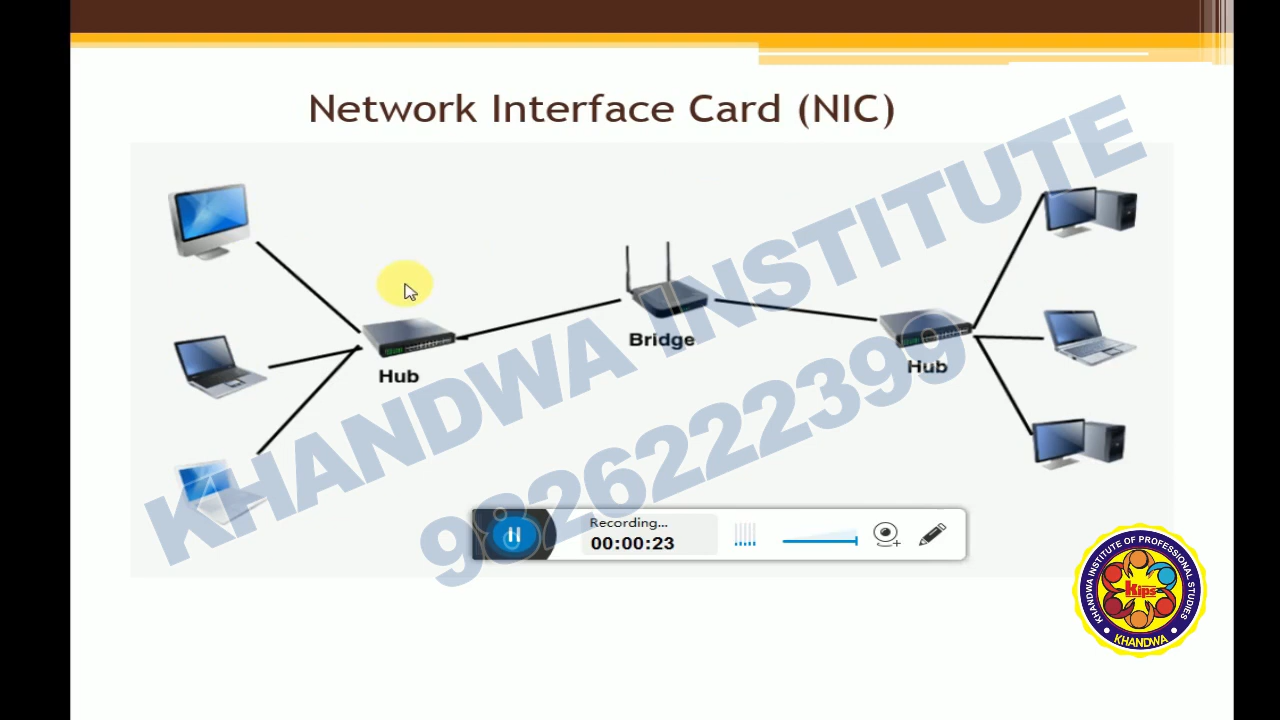 Network Interface Card (NIC)
KHANDWA INSTITUTE
9826222399
Bridge
Hub
Hub
Recording...
00:00:23
KHANDWA INSTITUTE OF PROFESSIONAL STUDIES
kips
KHANDWA